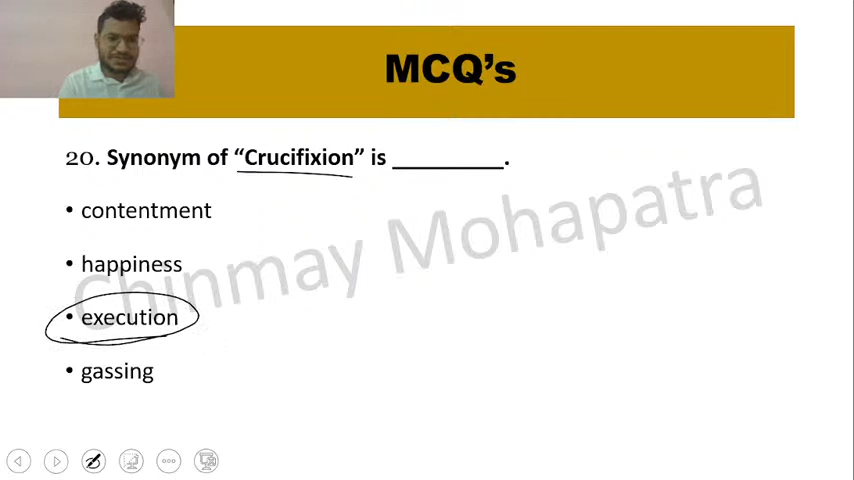 MCQ's
20. Synonym of “Crucifixion” is _________.
• contentment
• happiness
• execution
• gassing
Chinmay Mohapatra